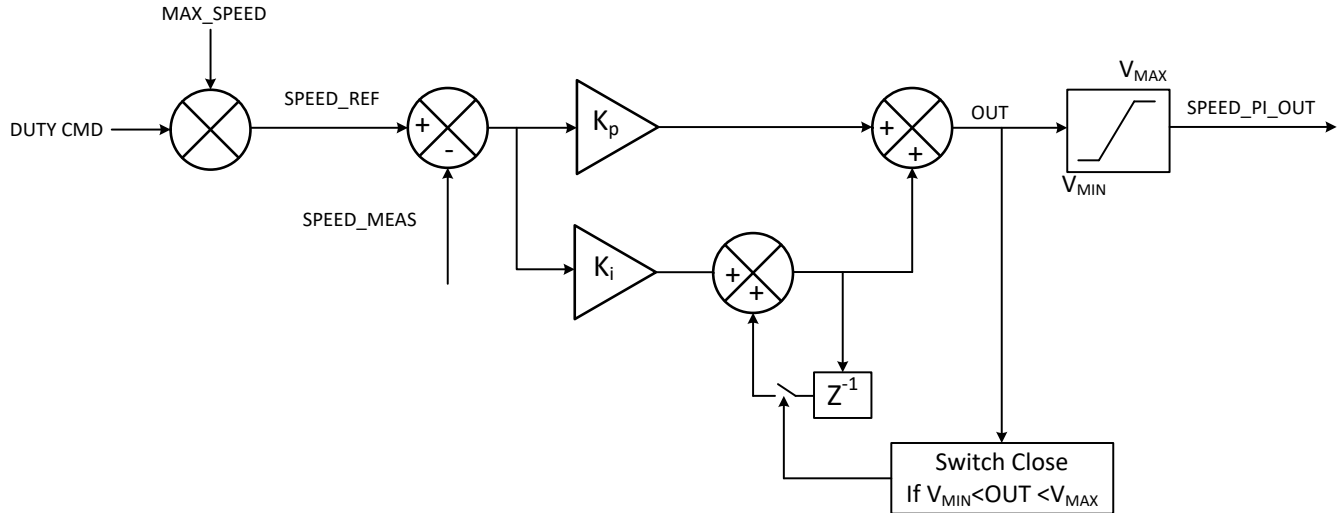 MAX_SPEED
DUTY CMD
SPEED_REF
+
-
SPEED_MEAS
K_p
+
+
OUT
V_MAX
V_MIN
SPEED_PI_OUT
K_i
+
+
Z^-1
Switch Close
If V_MIN<OUT <V_MAX